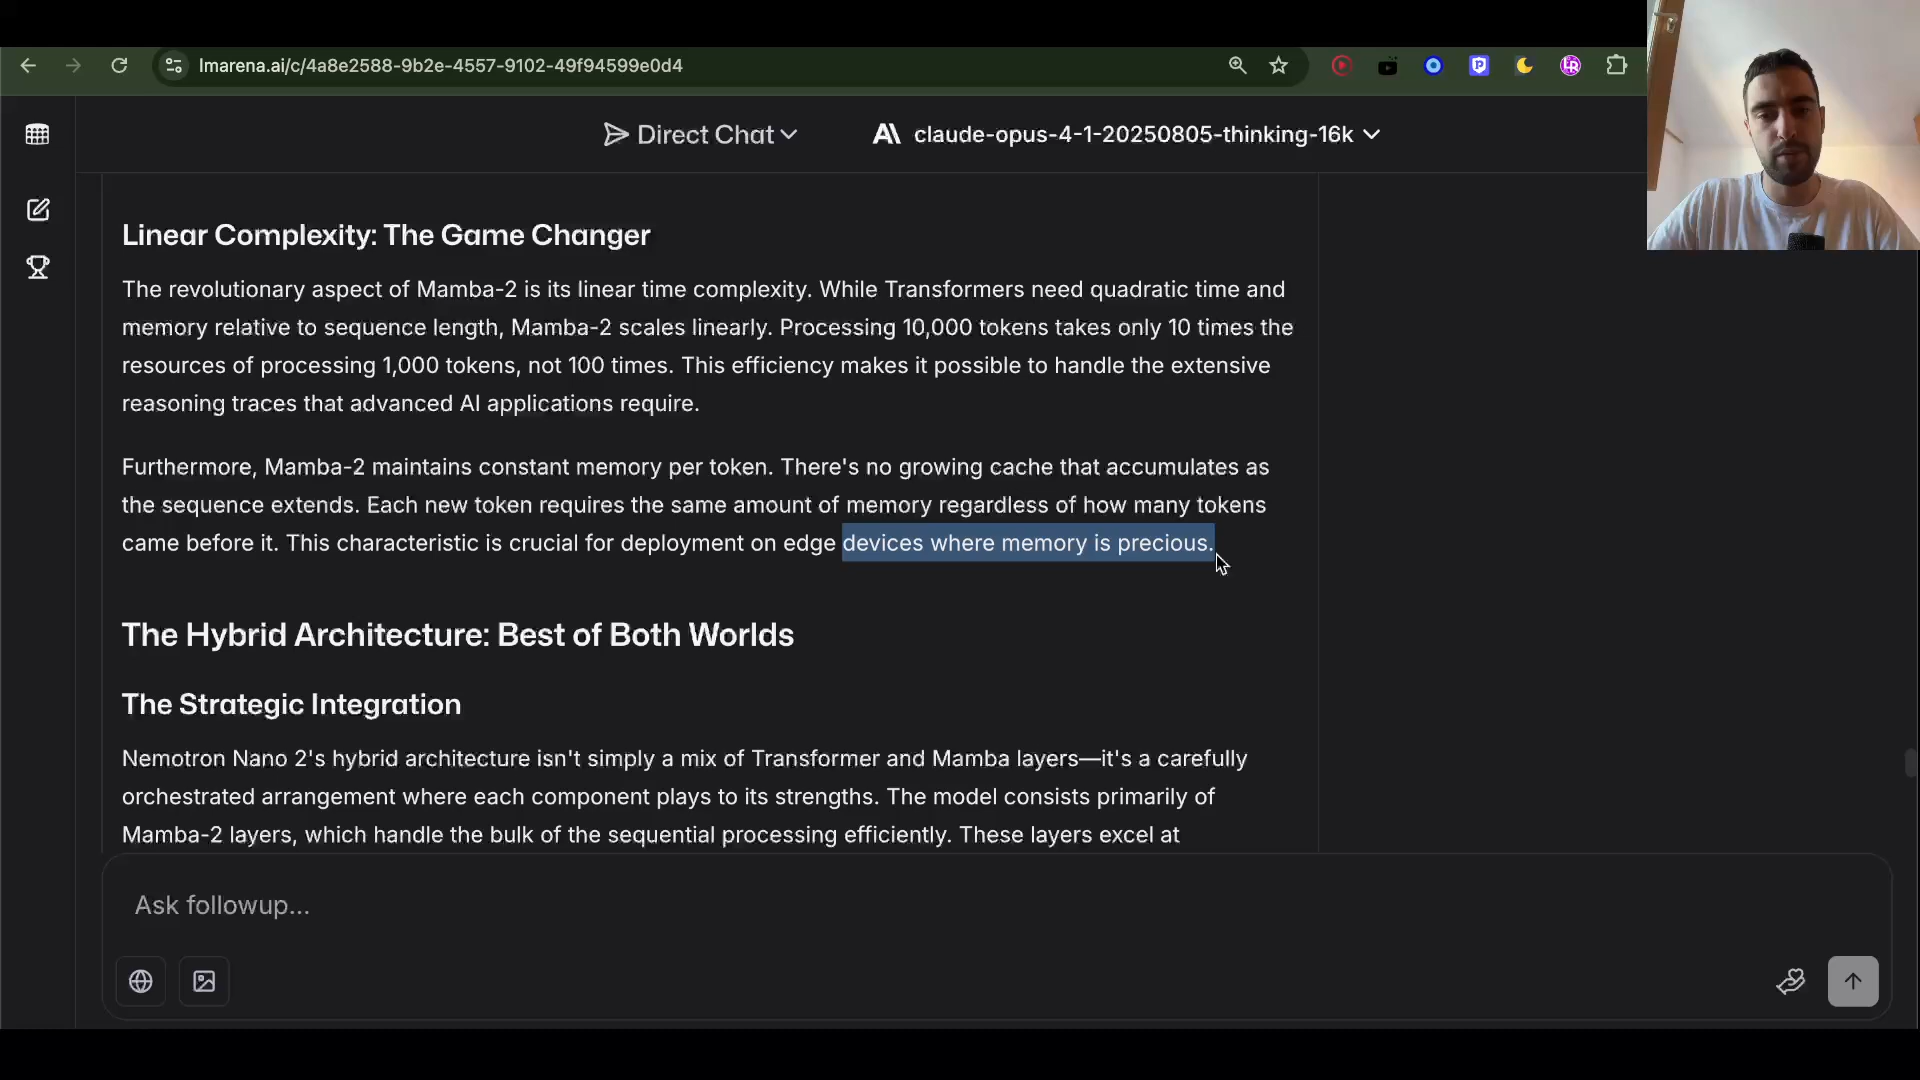 lmarena.ai/c/4a8e2588-9b2e-4557-9102-49f94599e0d4
Direct Chat
claude-opus-4-1-20250805-thinking-16k
Linear Complexity: The Game Changer
The revolutionary aspect of Mamba-2 is its linear time complexity. While Transformers need quadratic time and
memory relative to sequence length, Mamba-2 scales linearly. Processing 10,000 tokens takes only 10 times the
resources of processing 1,000 tokens, not 100 times. This efficiency makes it possible to handle the extensive
reasoning traces that advanced AI applications require.
Furthermore, Mamba-2 maintains constant memory per token. There's no growing cache that accumulates as
the sequence extends. Each new token requires the same amount of memory regardless of how many tokens
came before it. This characteristic is crucial for deployment on edge devices where memory is precious.
The Hybrid Architecture: Best of Both Worlds
The Strategic Integration
Nemotron Nano 2's hybrid architecture isn't simply a mix of Transformer and Mamba layers—it's a carefully
orchestrated arrangement where each component plays to its strengths. The model consists primarily of
Mamba-2 layers, which handle the bulk of the sequential processing efficiently. These layers excel at
Ask followup...